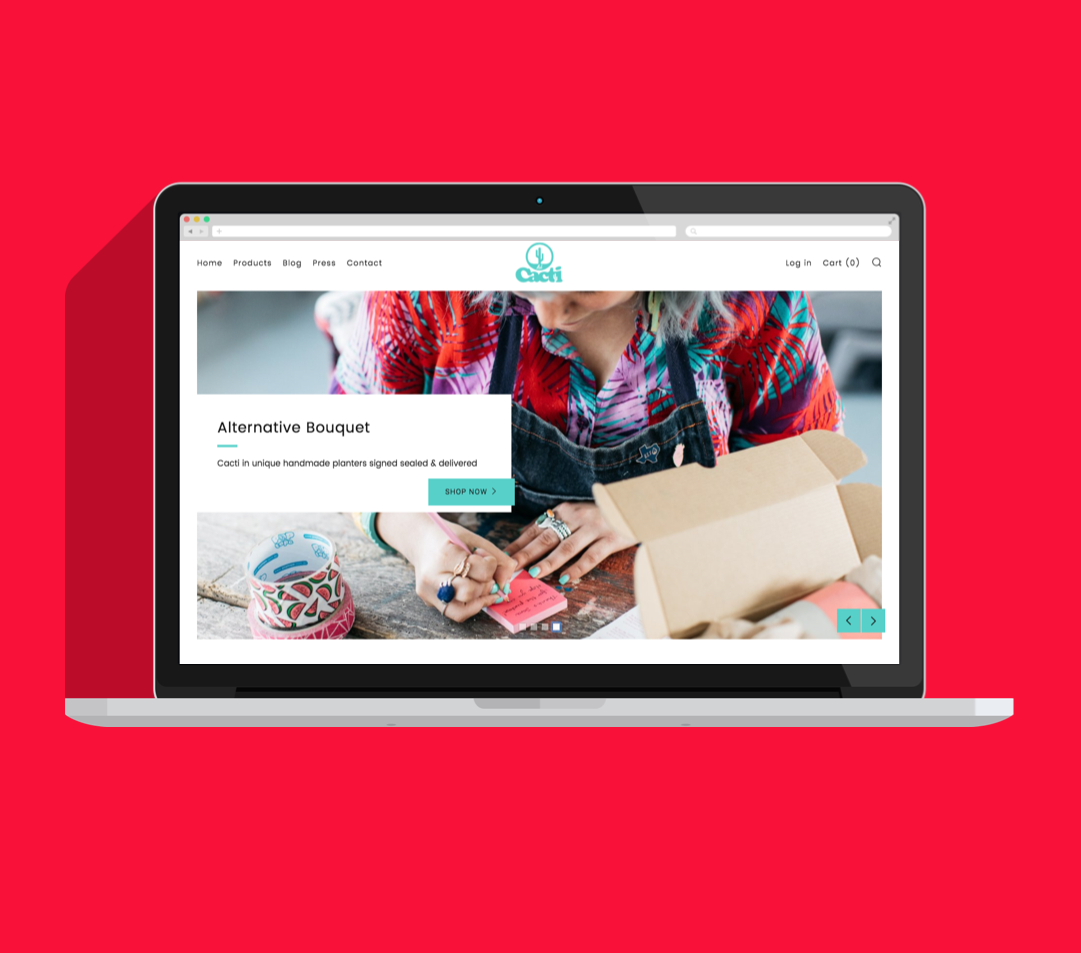 Home Products Blog Press Contact
Cacti
Log in Cart (0)
Alternative Bouquet
Cacti in unique handmade planters signed sealed & delivered
SHOP NOW